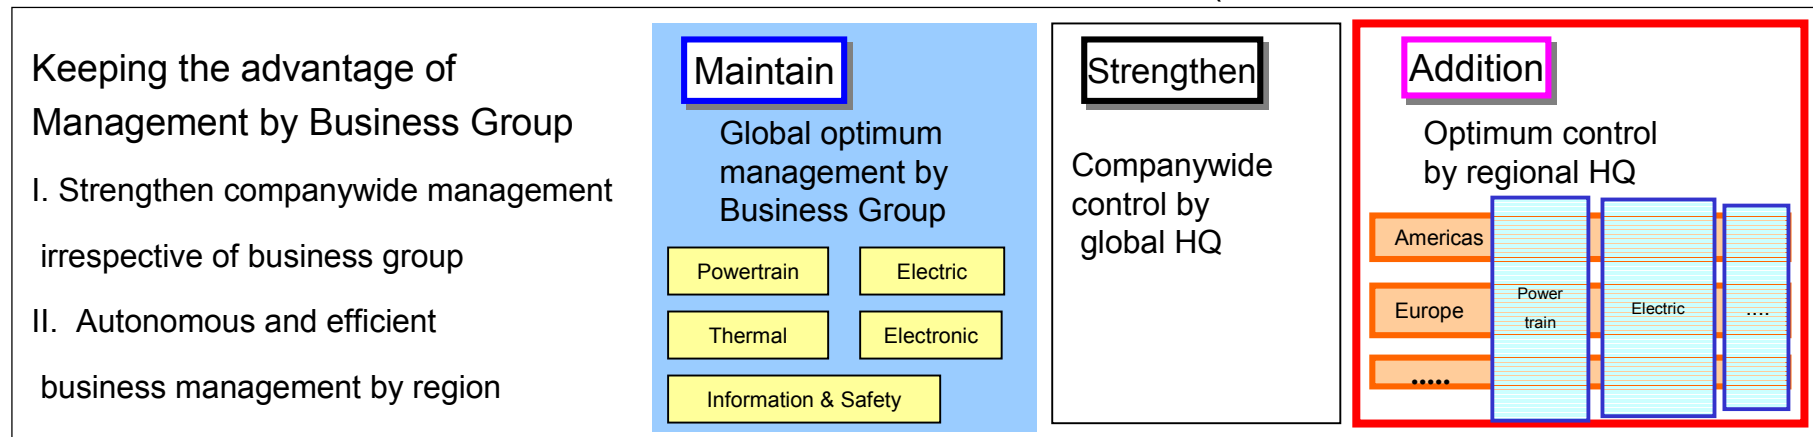 Keeping the advantage of
Management by Business Group
I. Strengthen companywide management
irrespective of business group
II. Autonomous and efficient
business management by region
Maintain
Global optimum
management by
Business Group
Powertrain
Electric
Thermal
Electronic
Information & Safety
Strengthen
Companywide
control by
global HQ
Addition
Optimum control
by regional HQ
Americas
Europe
.....
Power
train
Electric
....